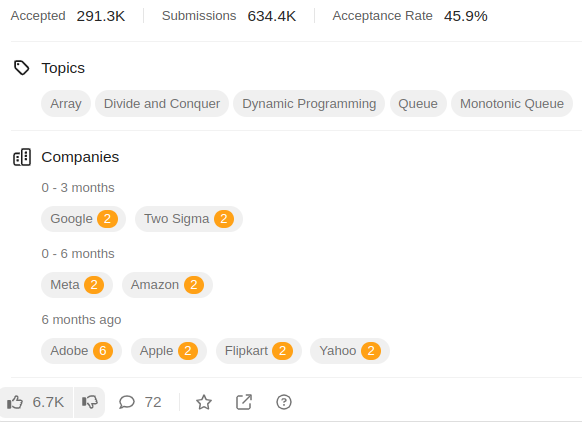 Accepted 291.3K Submissions 634.4K Acceptance Rate 45.9%
Topics
Array Divide and Conquer Dynamic Programming Queue Monotonic Queue
Companies
0 - 3 months
Google 2 Two Sigma 2
0 - 6 months
Meta 2 Amazon 2
6 months ago
Adobe 6 Apple 2 Flipkart 2 Yahoo 2
6.7K 72